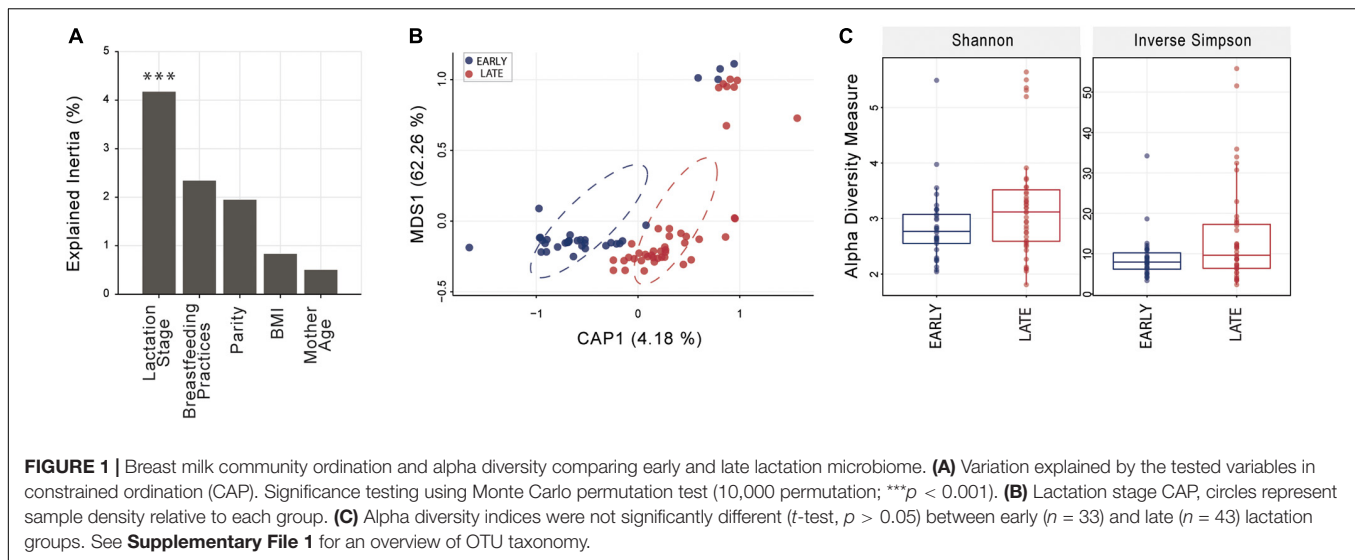 A
5
4
3
2
1
0
Explained Inertia (%)
***
Lactation
Stage
Breastfeeding
Practices
Parity
BMI
Mother
Age
B
EARLY
LATE
1.0
0.5
0.0
−0.5
MDS1 (62.26 %)
−1
0
1
CAP1 (4.18 %)
C
Shannon
Inverse Simpson
Alpha Diversity Measure
5
4
3
2
50
40
30
20
10
0
EARLY
LATE
EARLY
LATE
FIGURE 1 | Breast milk community ordination and alpha diversity comparing early and late lactation microbiome. (A) Variation explained by the tested variables in
constrained ordination (CAP). Significance testing using Monte Carlo permutation test (10,000 permutation; ***p < 0.001). (B) Lactation stage CAP, circles represent
sample density relative to each group. (C) Alpha diversity indices were not significantly different (t-test, p > 0.05) between early (n = 33) and late (n = 43) lactation
groups. See Supplementary File 1 for an overview of OTU taxonomy.